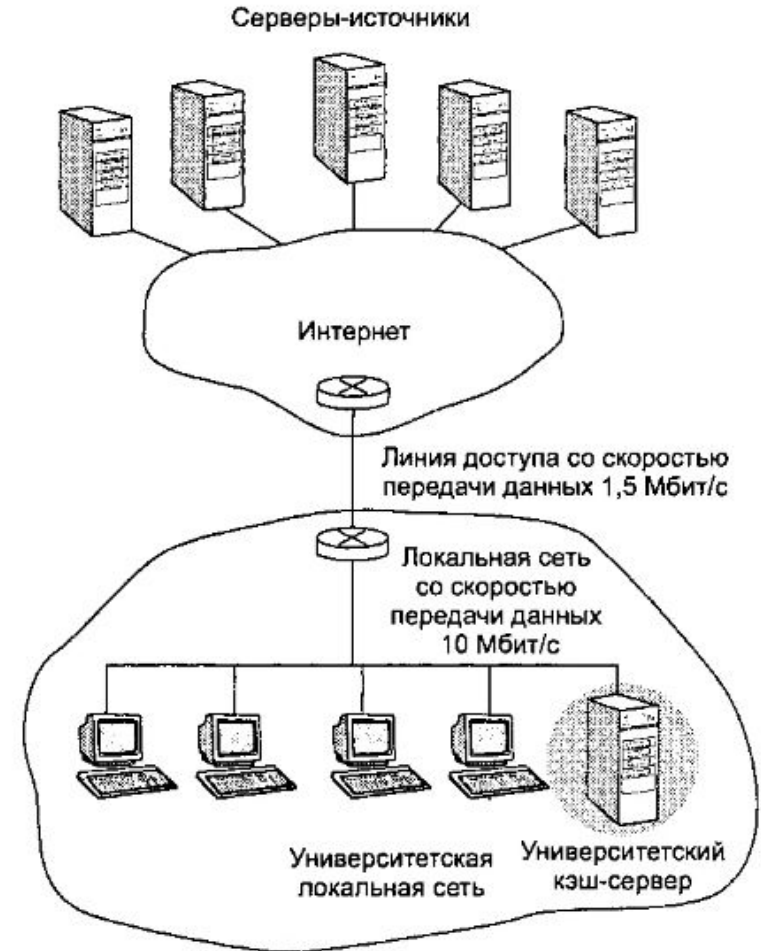 Серверы-источники
Интернет
Линия доступа со скоростью
передачи данных 1,5 Мбит/с
Локальная сеть
со скоростью
передачи данных
10 Мбит/с
Университетская
локальная сеть
Университетский
кэш-сервер